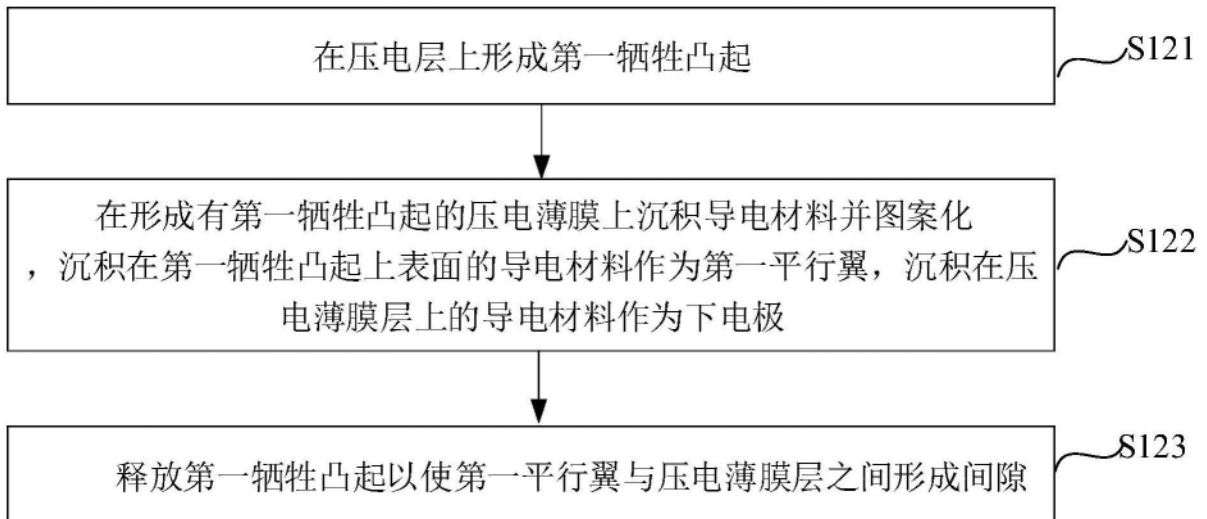 在压电层上形成第一牺牲凸起
S121
在形成有第一牺牲凸起的压电薄膜上沉积导电材料并图案化
，沉积在第一牺牲凸起上表面的导电材料作为第一平行翼，沉积在压
电薄膜层上的导电材料作为下电极
S122
释放第一牺牲凸起以使第一平行翼与压电薄膜层之间形成间隙
S123